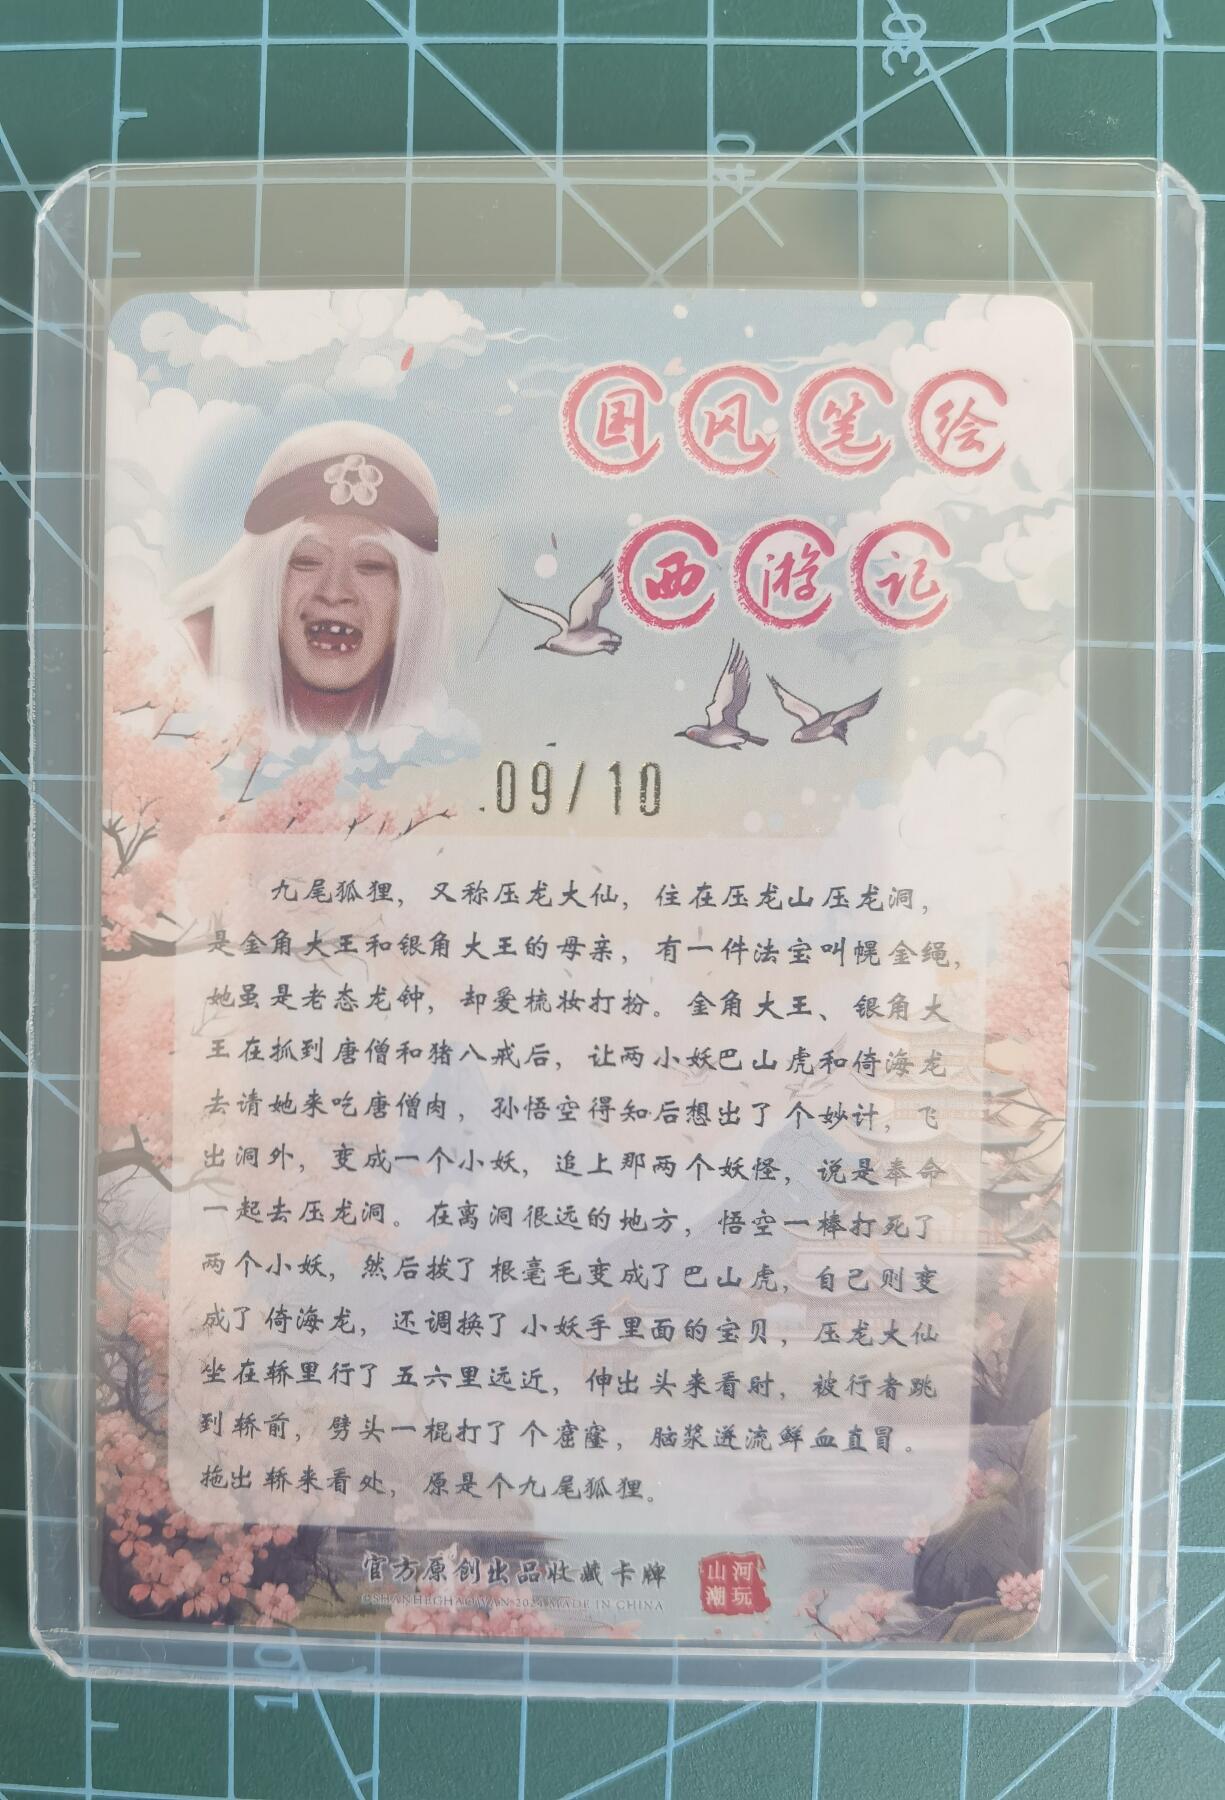 30
40
国风笔绘
西游记
09/10
九尾狐狸，又称压龙大仙，住在压龙山压龙洞，
是金角大王和银角大王的母亲，有一件法宝叫幌金绳，
她虽是老态龙钟，却爱梳妆打扮。金角大王、银角大
王在抓到唐僧和猪八戒后，让两小妖巴山虎和倚海龙
去请她来吃唐僧肉，孙悟空得知后想出了个妙计，飞
出洞外，变成一个小妖，追上那两个妖怪，说是奉命
一起去压龙洞。在离洞很远的地方，悟空一棒打死了
两个小妖，然后拔了根毫毛变成了巴山虎，自己则变
成了倚海龙，还调换了小妖手里面的宝贝，压龙大仙
坐在轿里行了五六里远近，伸出头来看时，被行者跳
到轿前，劈头一棍打了个窟窿，脑浆迸流鲜血直冒。
拖出轿来看处，原是个九尾狐狸。
官方原创出品收藏卡牌
山河潮玩
MADE IN CHINA